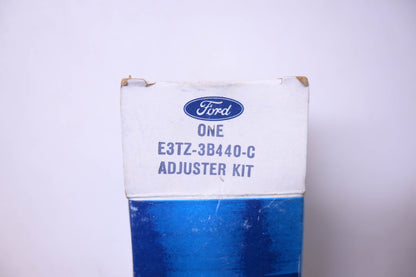 Ford
ONE
E3TZ-3B440-C
ADJUSTER KIT